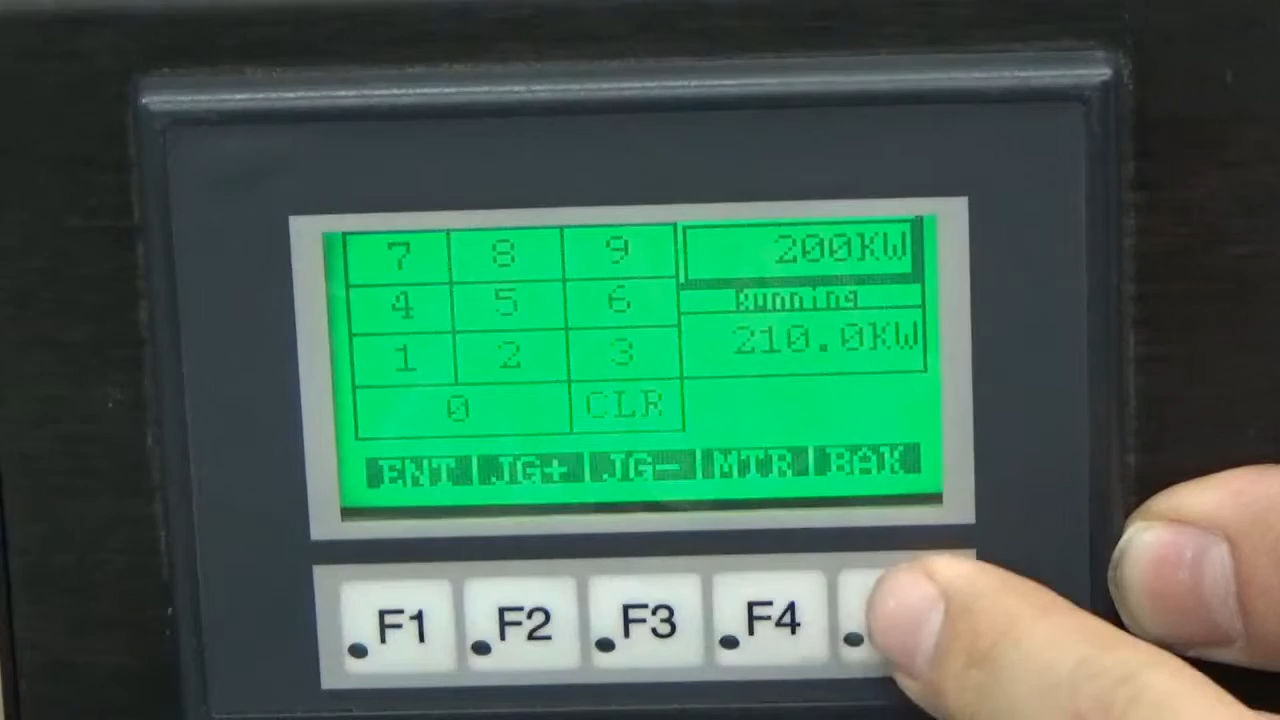 7 8 9 200KW
4 5 6 Running
1 2 3 210.0KW
0 CLR
ENT JG+ JG- MTR BAK
F1 F2 F3 F4